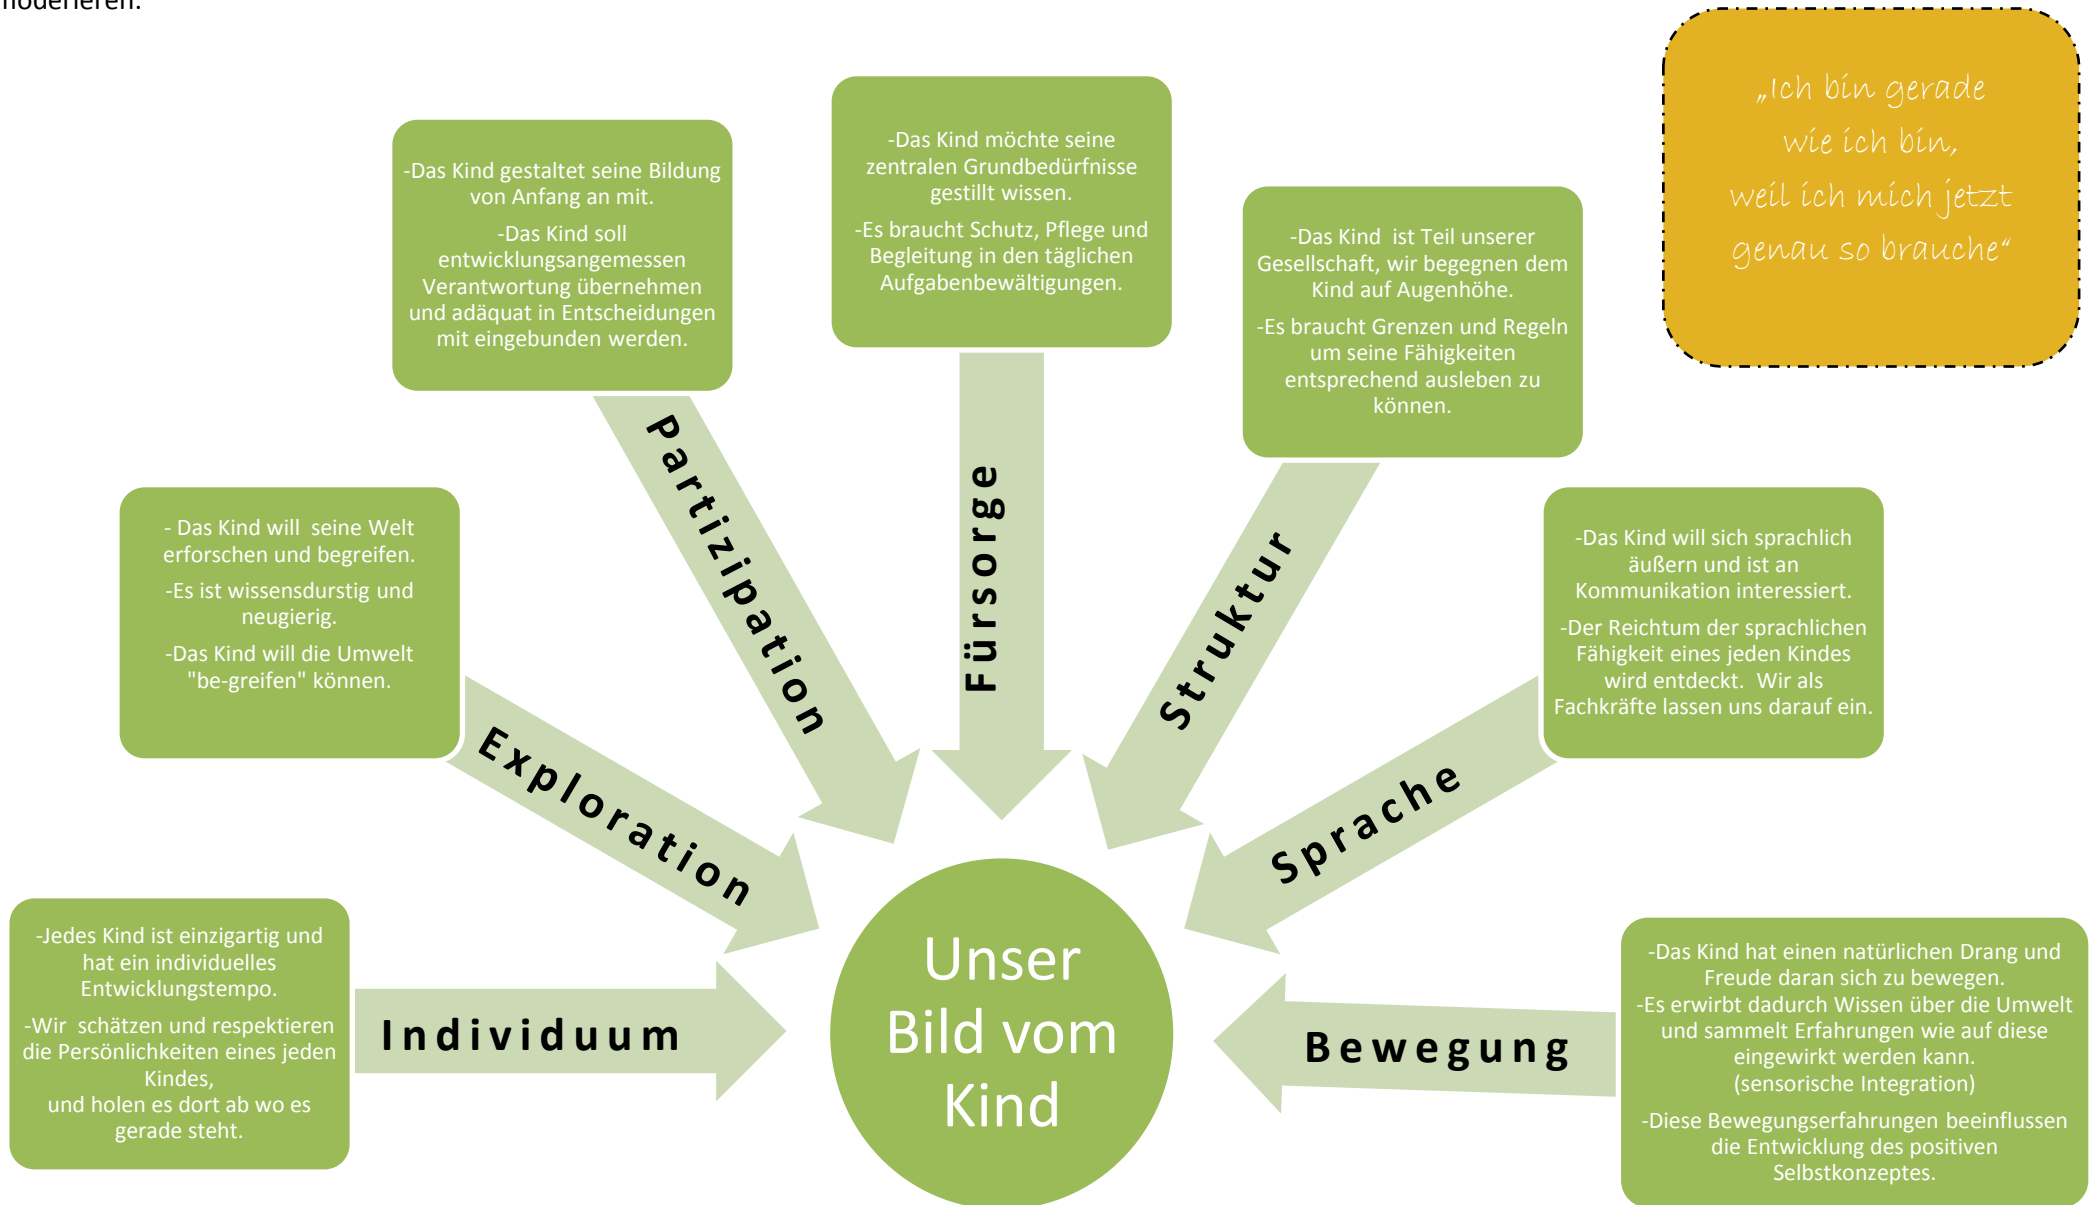 moderieren.
„Ich bin gerade
wie ich bin,
weil ich mich jetzt
genau so brauche“
-Das Kind möchte seine
zentralen Grundbedürfnisse
gestillt wissen.
-Es braucht Schutz, Pflege und
Begleitung in den täglichen
Aufgabenbewältigungen.
-Das Kind gestaltet seine Bildung
von Anfang an mit.
-Das Kind soll
entwicklungsangemessen
Verantwortung übernehmen
und adäquat in Entscheidungen
mit eingebunden werden.
-Das Kind  ist Teil unserer
Gesellschaft, wir begegnen dem
Kind auf Augenhöhe.
-Es braucht Grenzen und Regeln
um seine Fähigkeiten
entsprechend ausleben zu
können.
Partizipation
Fürsorge
Struktur
- Das Kind will  seine Welt
erforschen und begreifen.
-Es ist wissensdurstig und
neugierig.
-Das Kind will die Umwelt
"be-greifen" können.
-Das Kind will sich sprachlich
äußern und ist an
Kommunikation interessiert.
-Der Reichtum der sprachlichen
Fähigkeit eines jeden Kindes
wird entdeckt.  Wir als
Fachkräfte lassen uns darauf ein.
Exploration
Sprache
-Jedes Kind ist einzigartig und
hat ein individuelles
Entwicklungstempo.
-Wir  schätzen und respektieren
die Persönlichkeiten eines jeden
Kindes,
und holen es dort ab wo es
gerade steht.
Individuum
Unser
Bild vom
Kind
Bewegung
-Das Kind hat einen natürlichen Drang und
Freude daran sich zu bewegen.
-Es erwirbt dadurch Wissen über die Umwelt
und sammelt Erfahrungen wie auf diese
eingewirkt werden kann.
(sensorische Integration)
-Diese Bewegungserfahrungen beeinflussen
die Entwicklung des positiven
Selbstkonzeptes.